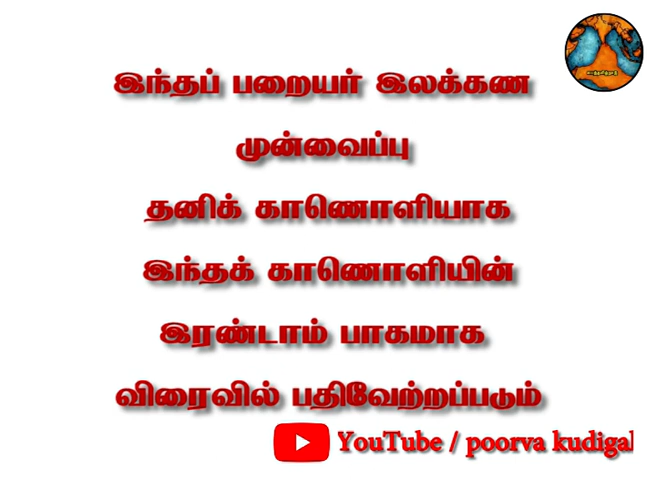 இந்தப் பறையர் இலக்கண
முன்வைப்பு
தனிக் காணொளியாக
இந்தக் காணொளியின்
இரண்டாம் பாகமாக
விரைவில் பதிவேற்றப்படும்
YouTube / poorva kudigal